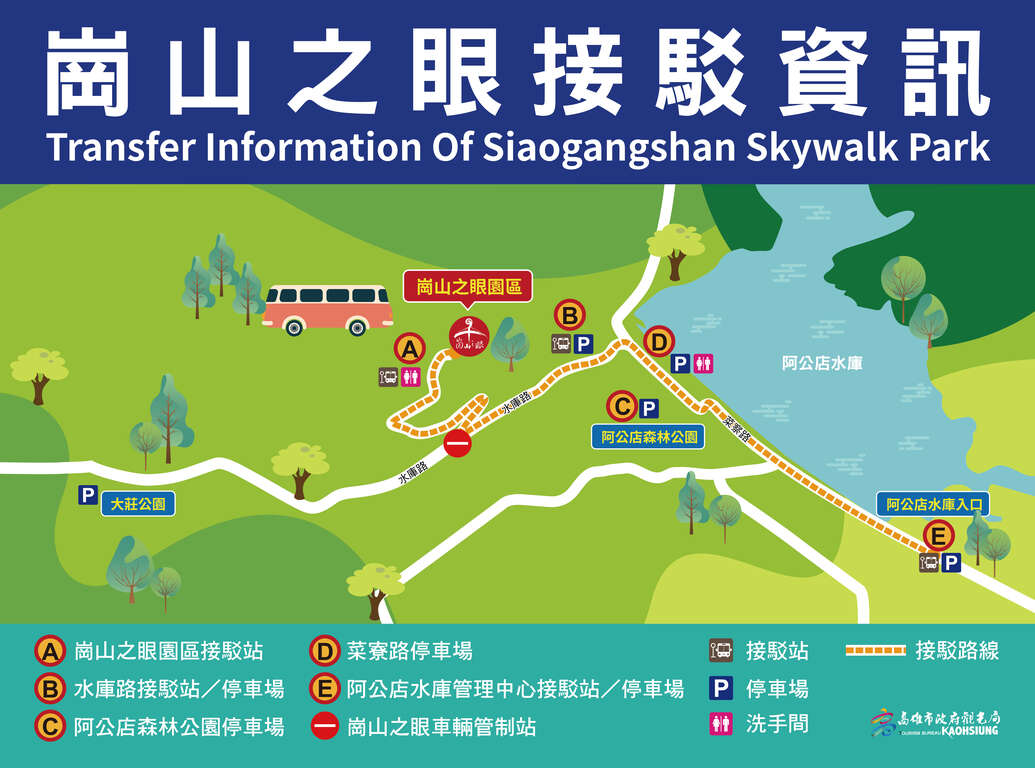 崗山之眼接駁資訊
Transfer Information Of Siaogangshan Skywalk Park
崗山之眼園區
崗山之眼
A
B
P
D
P
阿公店水庫
C
P
阿公店森林公園
水庫路
菜寮路
水庫路
P
大莊公園
阿公店水庫入口
E
P
A 崗山之眼園區接駁站
B 水庫路接駁站／停車場
C 阿公店森林公園停車場
D 菜寮路停車場
E 阿公店水庫管理中心接駁站／停車場
崗山之眼車輛管制站
接駁站
P 停車場
洗手間
接駁路線
高雄市政府觀光局
TOURISM BUREAU KAOHSIUNG